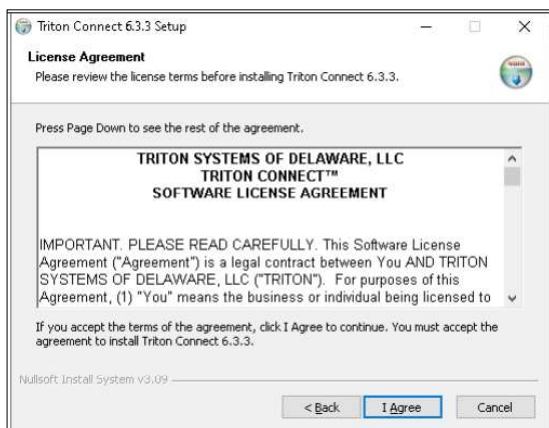 Triton Connect 6.3.3 Setup
License Agreement
Please review the license terms before installing Triton Connect 6.3.3.
Press Page Down to see the rest of the agreement.
TRITON SYSTEMS OF DELAWARE, LLC
TRITON CONNECT™
SOFTWARE LICENSE AGREEMENT
IMPORTANT. PLEASE READ CAREFULLY. This Software License
Agreement ("Agreement") is a legal contract between You AND TRITON
SYSTEMS OF DELAWARE, LLC ("TRITON"). For purposes of this
Agreement, (1) "You" means the business or individual being licensed to
If you accept the terms of the agreement, click I Agree to continue. You must accept the
agreement to install Triton Connect 6.3.3.
Nullsoft Install System v3.09
< Back I Agree Cancel